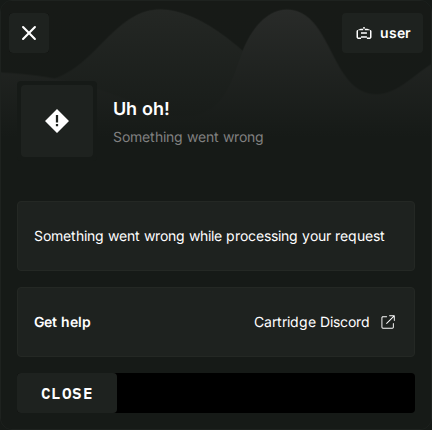 user
Uh oh!
Something went wrong
Something went wrong while processing your request
Get help
Cartridge Discord
CLOSE